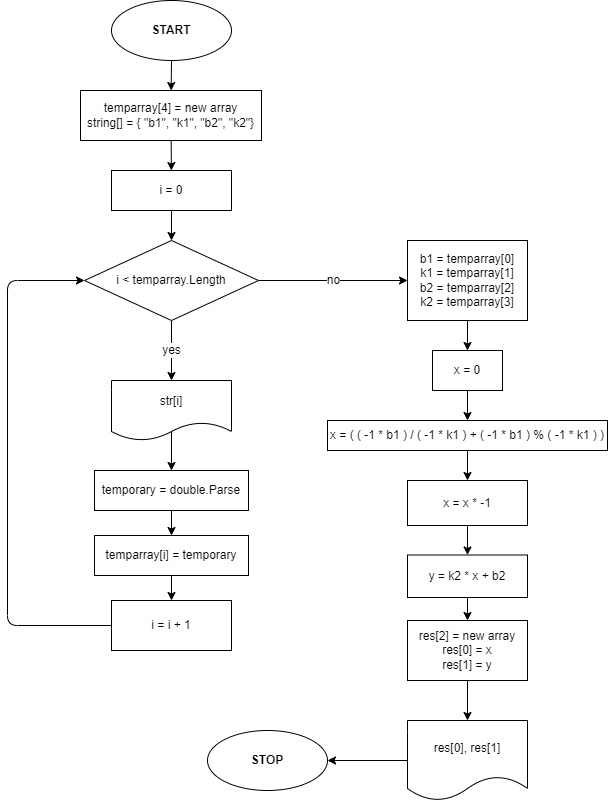 START
temparray[4] = new array
string[] = { "b1", "k1", "b2", "k2"}
i = 0
i < temparray.Length
no
yes
str[i]
temporary = double.Parse
temparray[i] = temporary
i = i + 1
b1 = temparray[0]
k1 = temparray[1]
b2 = temparray[2]
k2 = temparray[3]
x = 0
x = ( ( -1 * b1 ) / ( -1 * k1 ) + ( -1 * b1 ) % ( -1 * k1 ) )
x = x * -1
y = k2 * x + b2
res[2] = new array
res[0] = x
res[1] = y
res[0], res[1]
STOP